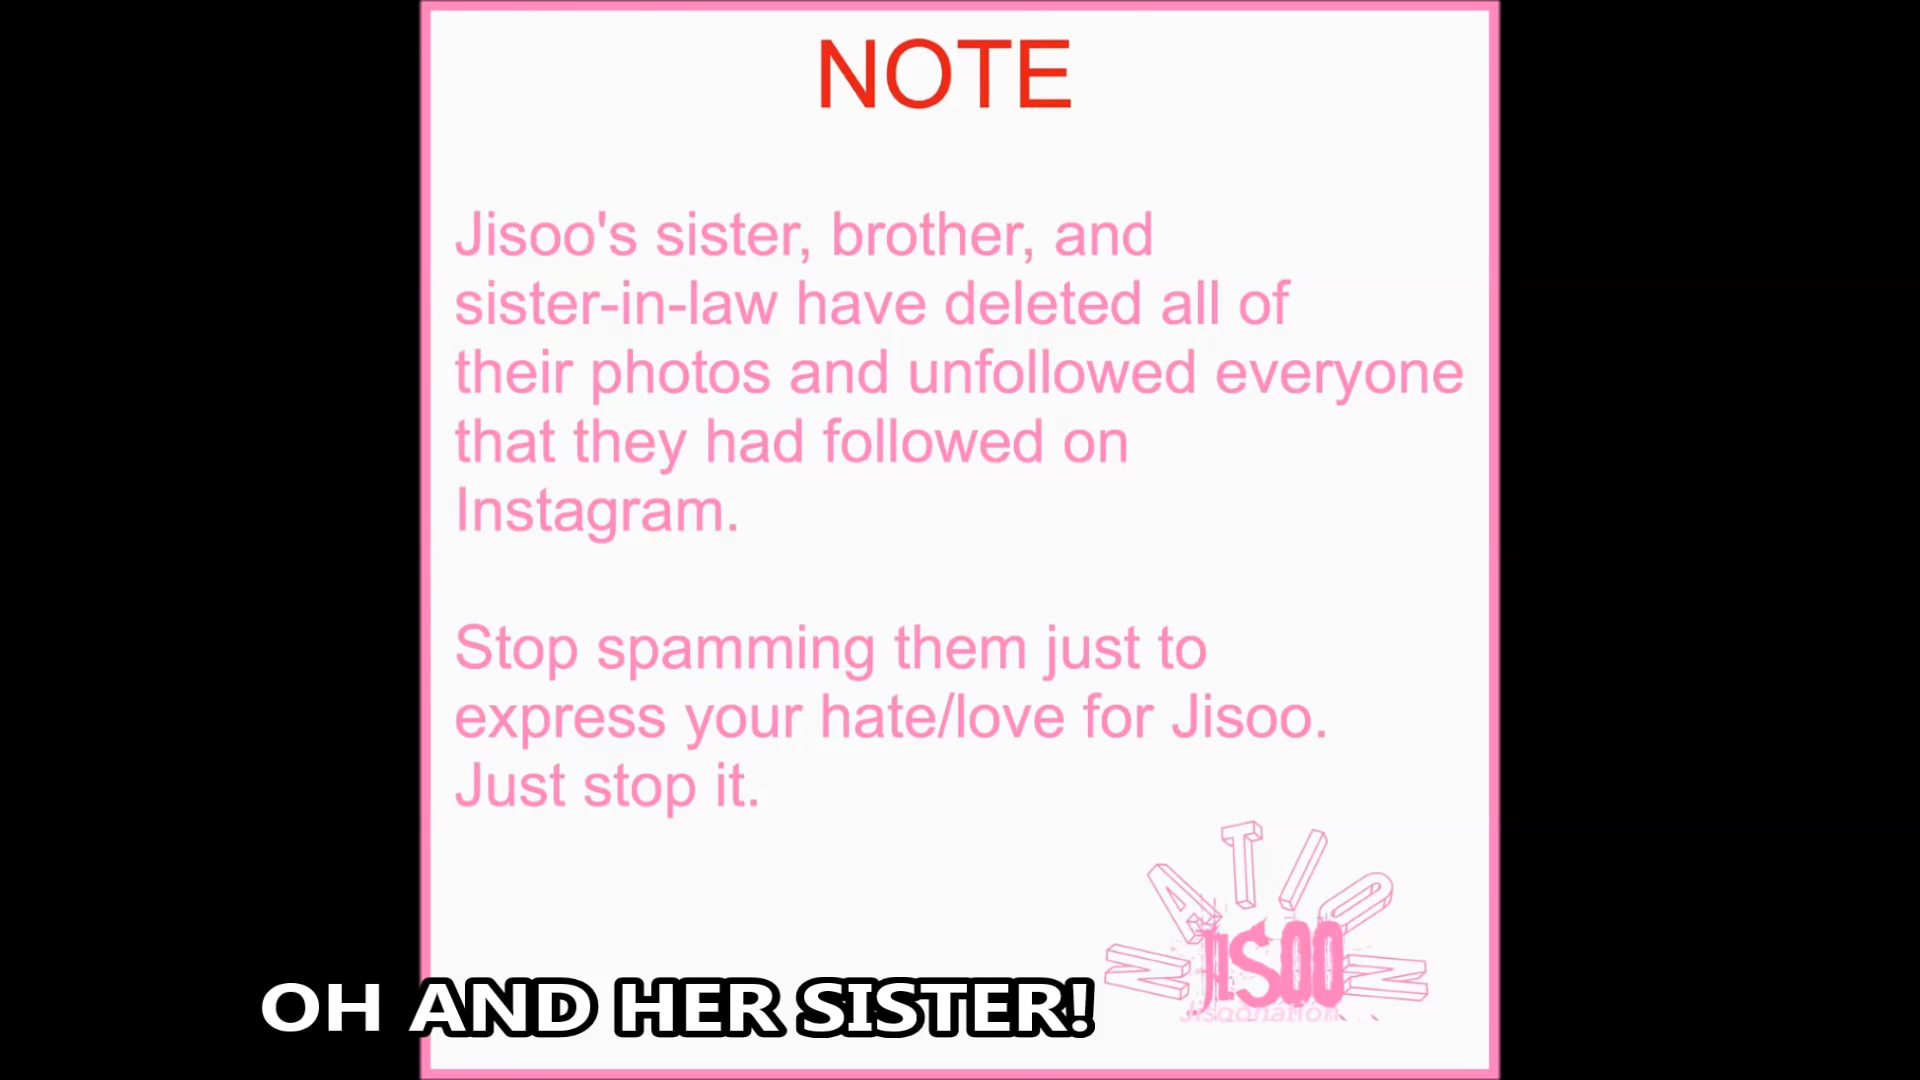 NOTE
Jisoo's sister, brother, and
sister-in-law have deleted all of
their photos and unfollowed everyone
that they had followed on
Instagram.
Stop spamming them just to
express your hate/love for Jisoo.
Just stop it.
NATION
JISOO
Jisoonation
OH AND HER SISTER!